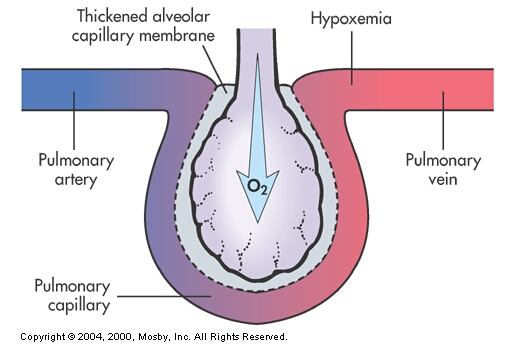 Thickened alveolar
capillary membrane
Hypoxemia
O₂
Pulmonary
artery
Pulmonary
vein
Pulmonary
capillary
Copyright © 2004, 2000, Mosby, Inc. All Rights Reserved.